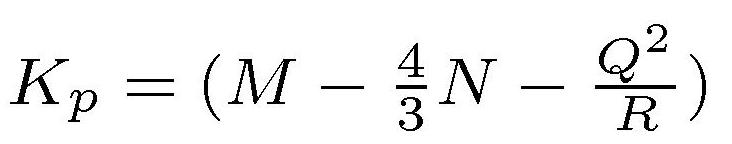 K_p = (M − \frac{4}{3}N − \frac{Q^2}{R})